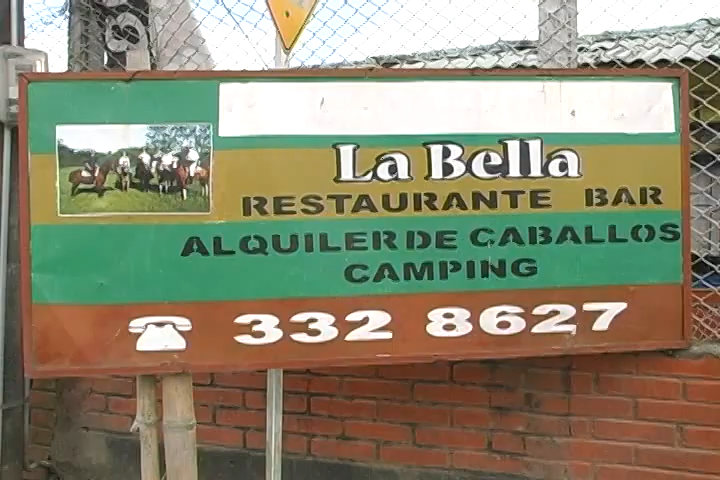 La Bella
RESTAURANTE BAR
ALQUILER DE CABALLOS
CAMPING
332 8627